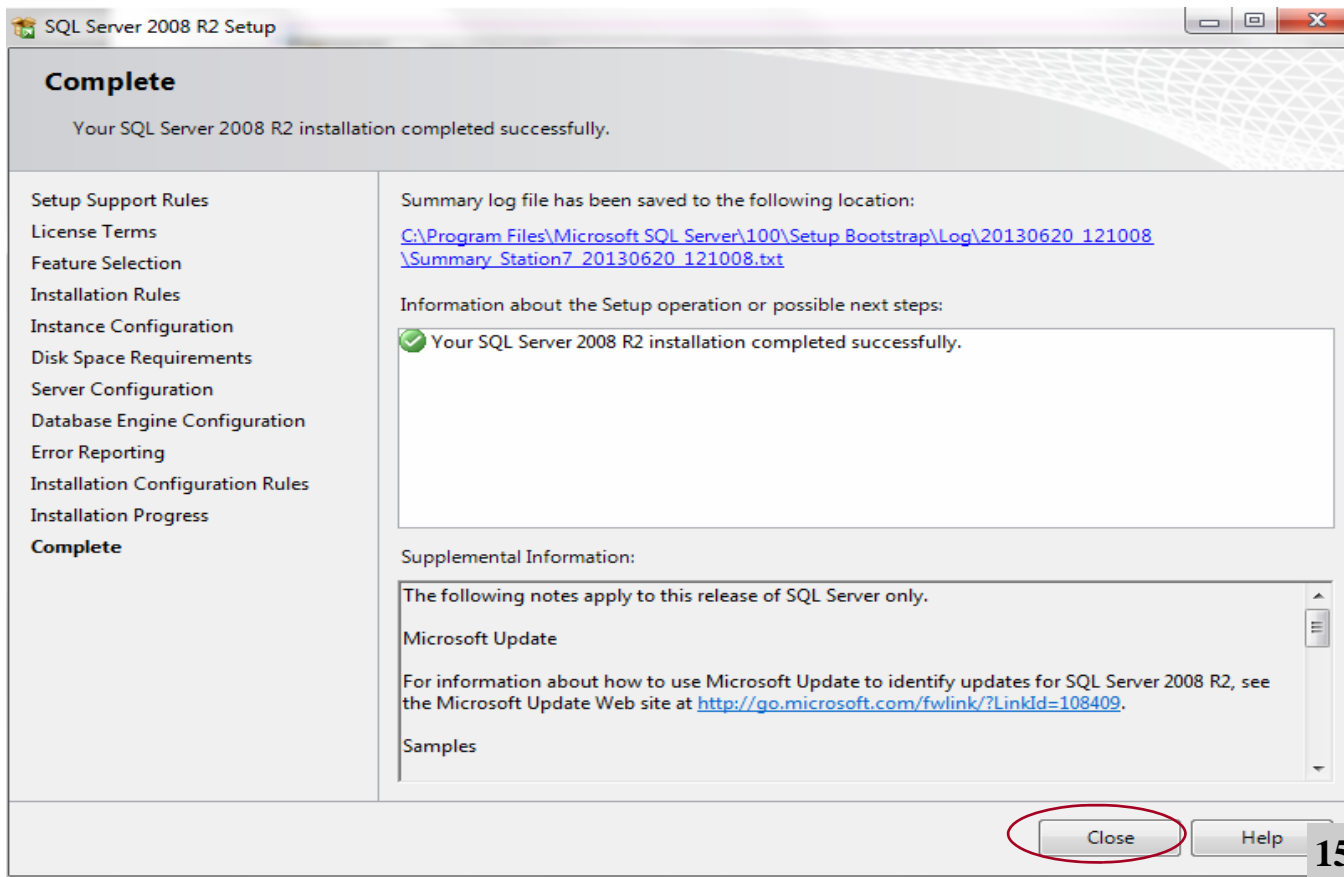 SQL Server 2008 R2 Setup
Complete
Your SQL Server 2008 R2 installation completed successfully.
Setup Support Rules
License Terms
Feature Selection
Installation Rules
Instance Configuration
Disk Space Requirements
Server Configuration
Database Engine Configuration
Error Reporting
Installation Configuration Rules
Installation Progress
Complete
Summary log file has been saved to the following location:
C:\Program Files\Microsoft SQL Server\100\Setup Bootstrap\Log\20130620_121008
\Summary_Station7_20130620_121008.txt
Information about the Setup operation or possible next steps:
Your SQL Server 2008 R2 installation completed successfully.
Supplemental Information:
The following notes apply to this release of SQL Server only.
Microsoft Update
For information about how to use Microsoft Update to identify updates for SQL Server 2008 R2, see
the Microsoft Update Web site at http://go.microsoft.com/fwlink/?LinkId=108409.
Samples
Close
Help
15